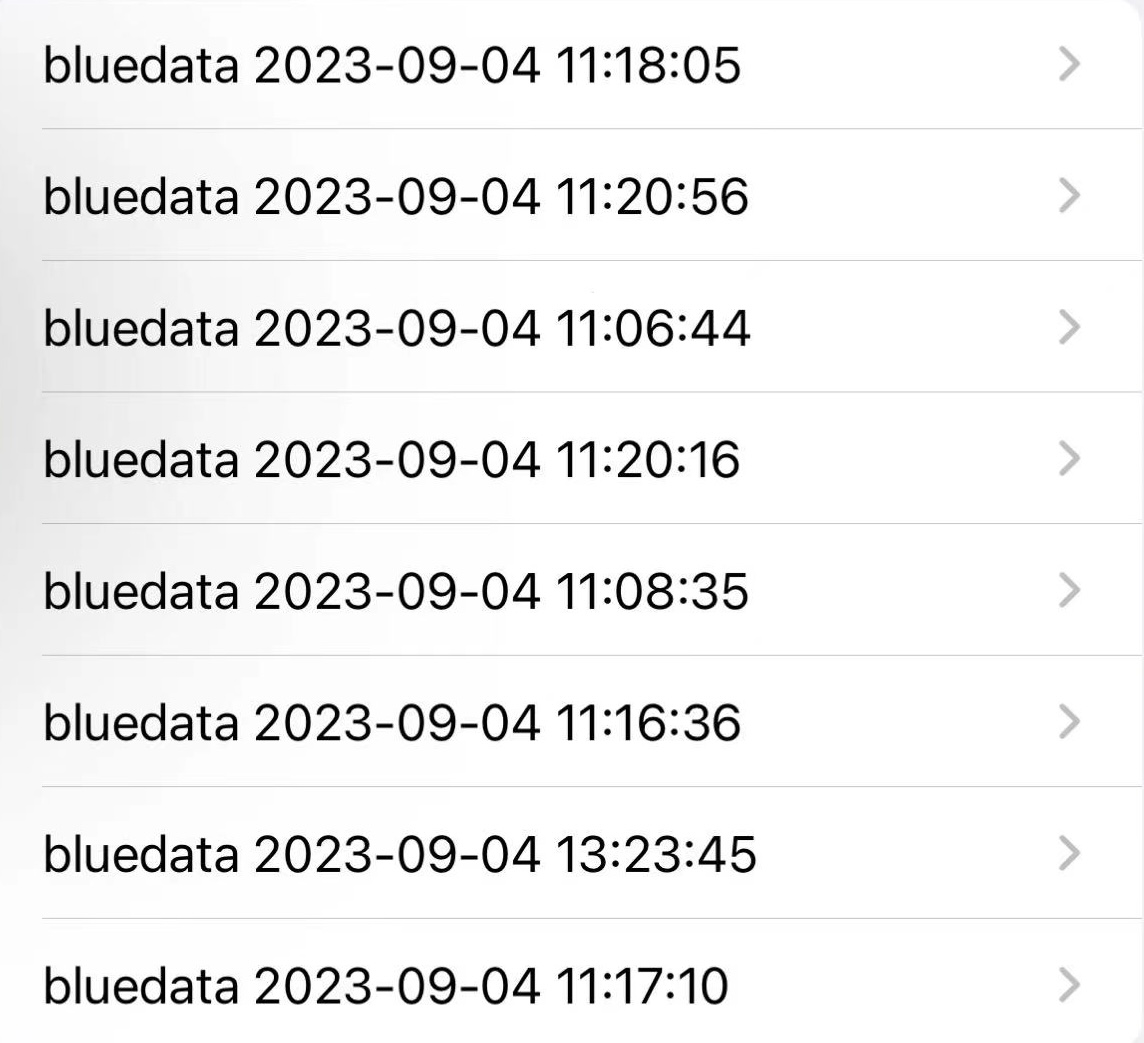 bluedata 2023-09-04 11:18:05
bluedata 2023-09-04 11:20:56
bluedata 2023-09-04 11:06:44
bluedata 2023-09-04 11:20:16
bluedata 2023-09-04 11:08:35
bluedata 2023-09-04 11:16:36
bluedata 2023-09-04 13:23:45
bluedata 2023-09-04 11:17:10